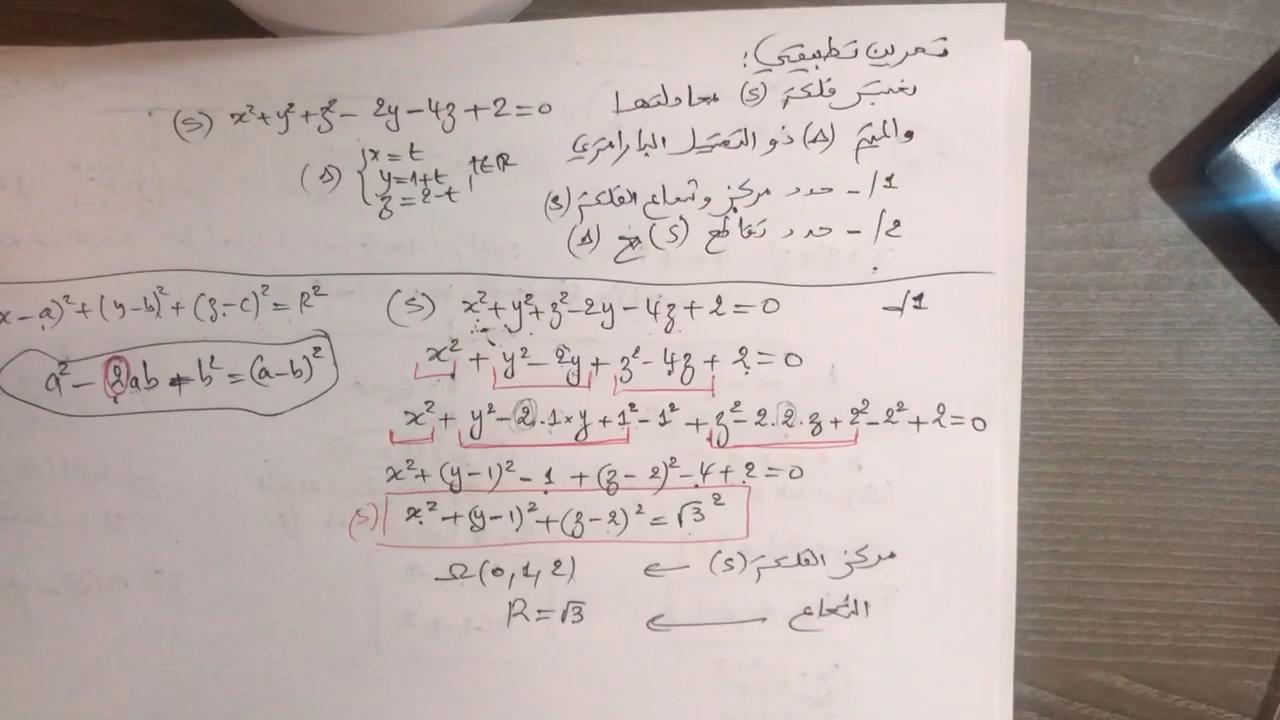 تمرين تطبيقي:
نعتبر فلكة (S) معادلتها
(S) x²+y²+z²-2y-4z+2=0
والمستقيم (Δ) ذو التمثيل البارامتري
(Δ) { x=t
y=1+t , t∈ℝ
z=2-t
1/- حدد مركز وشعاع الفلكة (S)
2/- حدد تقاطع (S) مع (Δ)
1/-
(S) x²+y²+z²-2y-4z+2=0
x-a)²+(y-b)²+(z-c)²=R²
x²+y²-2y+z²-4z+2=0
a²-2ab+b²=(a-b)²
x²+y²-2.1×y+1²-1²+z²-2.2.z+2²-2²+2=0
x²+(y-1)²-1+(z-2)²-4+2=0
(S) x²+(y-1)²+(z-2)²=√3²
مركز الفلكة (S) ← Ω(0,1,2)
الشعاع ← R=√3